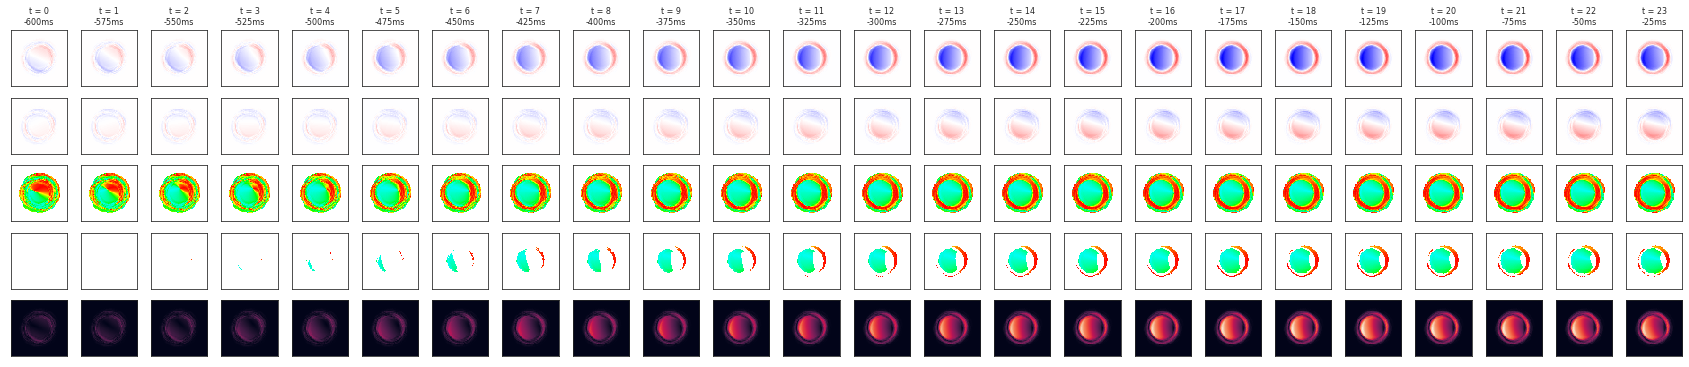 t = 0 t = 1 t = 2 t = 3 t = 4 t = 5 t = 6 t = 7 t = 8 t = 9 t = 10 t = 11 t = 12 t = 13 t = 14 t = 15 t = 16 t = 17 t = 18 t = 19 t = 20 t = 21 t = 22 t = 23
-600ms -575ms -550ms -525ms -500ms -475ms -450ms -425ms -400ms -375ms -350ms -325ms -300ms -275ms -250ms -225ms -200ms -175ms -150ms -125ms -100ms -75ms -50ms -25ms